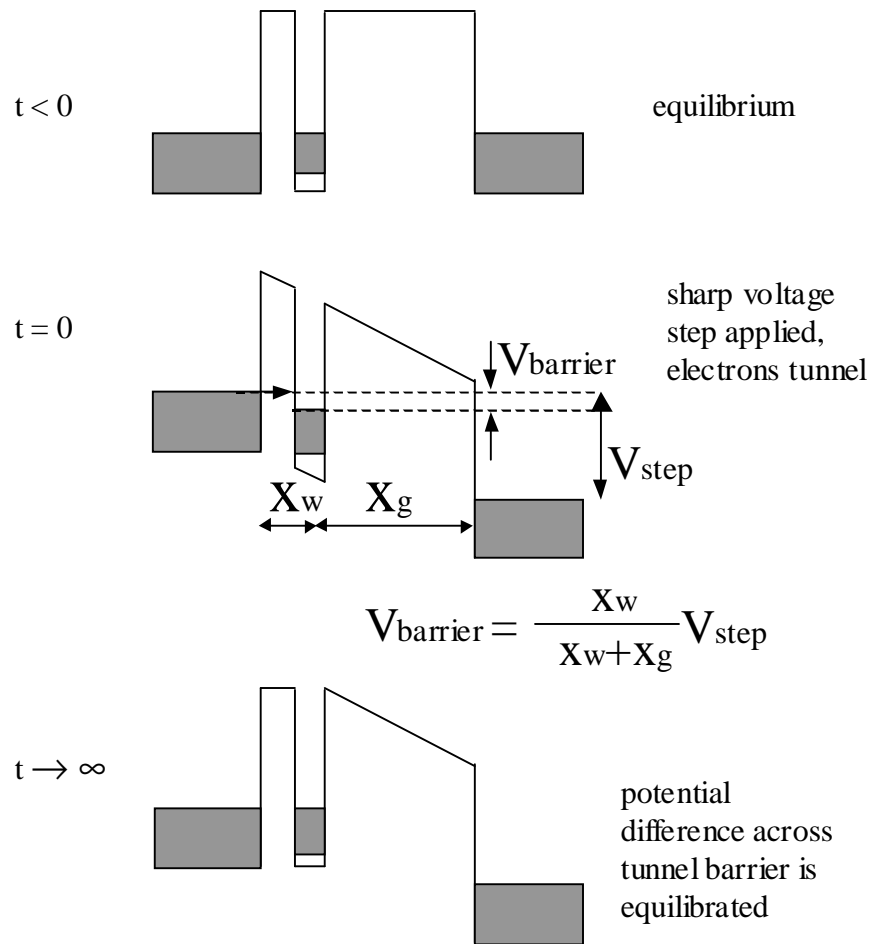 t < 0
equilibrium
t = 0
sharp voltage
step applied,
electrons tunnel
Vbarrier
Vstep
Xw
Xg
Vbarrier = xw / xw+xg Vstep
t → ∞
potential
difference across
tunnel barrier is
equilibrated